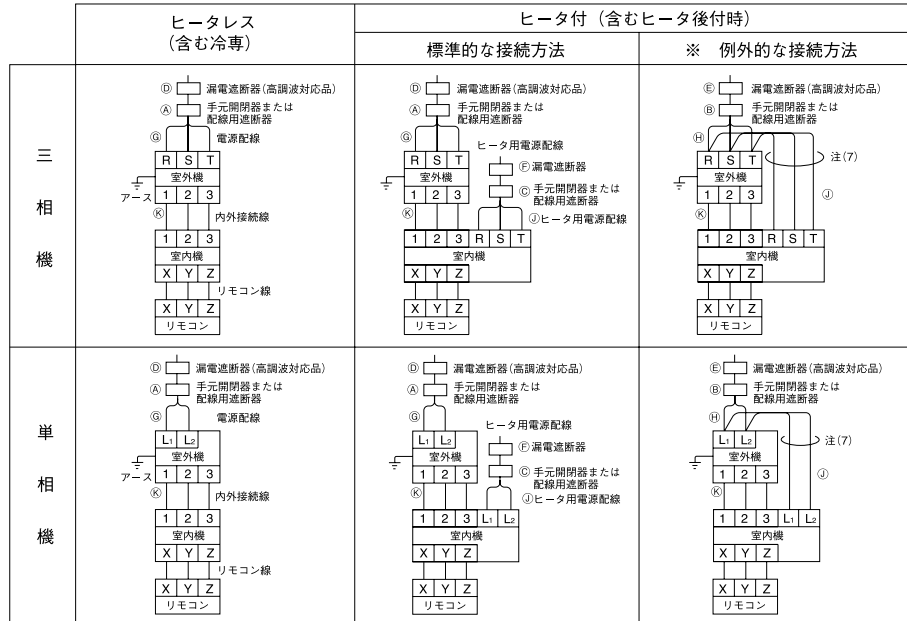 ヒータレス
(含む冷専)
ヒータ付(含むヒータ後付時)
標準的な接続方法
※ 例外的な接続方法
三相機
Ⓓ 漏電遮断器(高調波対応品)
Ⓐ 手元開閉器または
配線用遮断器
Ⓖ 電源配線
R S T
室外機
アース 1 2 3
Ⓚ 内外接続線
1 2 3
室内機
X Y Z
リモコン線
X Y Z
リモコン
Ⓓ 漏電遮断器(高調波対応品)
Ⓐ 手元開閉器または
配線用遮断器
Ⓖ ヒータ用電源配線
R S T
Ⓕ 漏電遮断器
室外機
1 2 3
Ⓒ 手元開閉器または
配線用遮断器
Ⓚ Ⓙヒータ用電源配線
1 2 3 R S T
室内機
X Y Z
X Y Z
リモコン
Ⓔ 漏電遮断器(高調波対応品)
Ⓑ 手元開閉器または
配線用遮断器
Ⓗ
R S T
注(7)
室外機
1 2 3
Ⓙ
Ⓚ
1 2 3 R S T
室内機
X Y Z
X Y Z
リモコン
単相機
Ⓓ 漏電遮断器(高調波対応品)
Ⓐ 手元開閉器または
配線用遮断器
Ⓖ 電源配線
L1 L2
室外機
アース 1 2 3
Ⓚ 内外接続線
1 2 3
室内機
X Y Z
リモコン線
X Y Z
リモコン
Ⓓ 漏電遮断器(高調波対応品)
Ⓐ 手元開閉器または
配線用遮断器
Ⓖ ヒータ用電源配線
L1 L2
Ⓕ 漏電遮断器
室外機
1 2 3
Ⓒ 手元開閉器または
配線用遮断器
Ⓚ Ⓙヒータ用電源配線
1 2 3 L1 L2
室内機
X Y Z
X Y Z
リモコン
Ⓔ 漏電遮断器(高調波対応品)
Ⓑ 手元開閉器または
配線用遮断器
Ⓗ
L1 L2
注(7)
室外機
1 2 3
Ⓙ
Ⓚ
1 2 3 L1 L2
室内機
X Y Z
X Y Z
リモコン